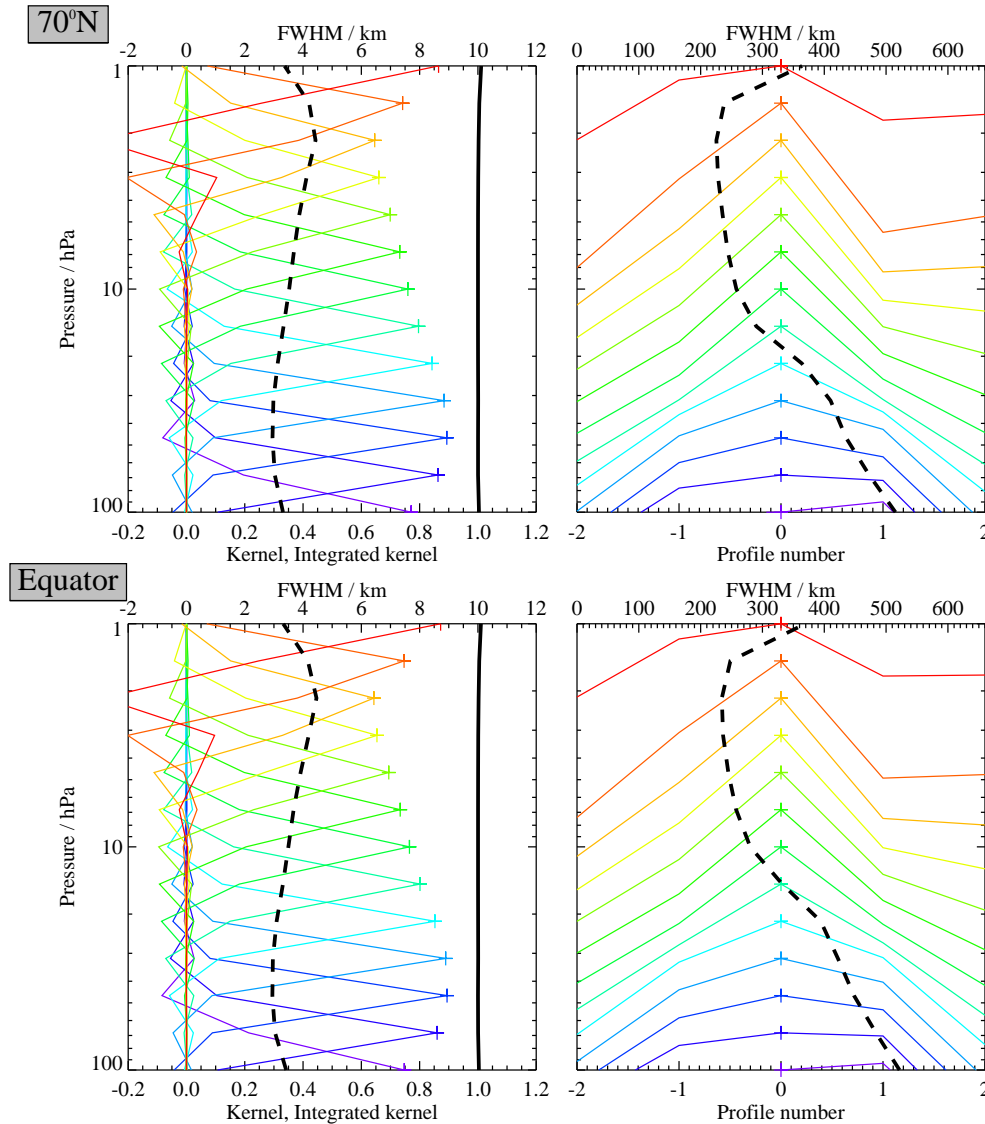 70⁰N
FWHM / km
-2 0 2 4 6 8 10 12
1
10
100
Pressure / hPa
-0.2 0.0 0.2 0.4 0.6 0.8 1.0 1.2
Kernel, Integrated kernel
FWHM / km
0 100 200 300 400 500 600
-2 -1 0 1 2
Profile number
Equator
FWHM / km
-2 0 2 4 6 8 10 12
1
10
100
Pressure / hPa
-0.2 0.0 0.2 0.4 0.6 0.8 1.0 1.2
Kernel, Integrated kernel
FWHM / km
0 100 200 300 400 500 600
-2 -1 0 1 2
Profile number